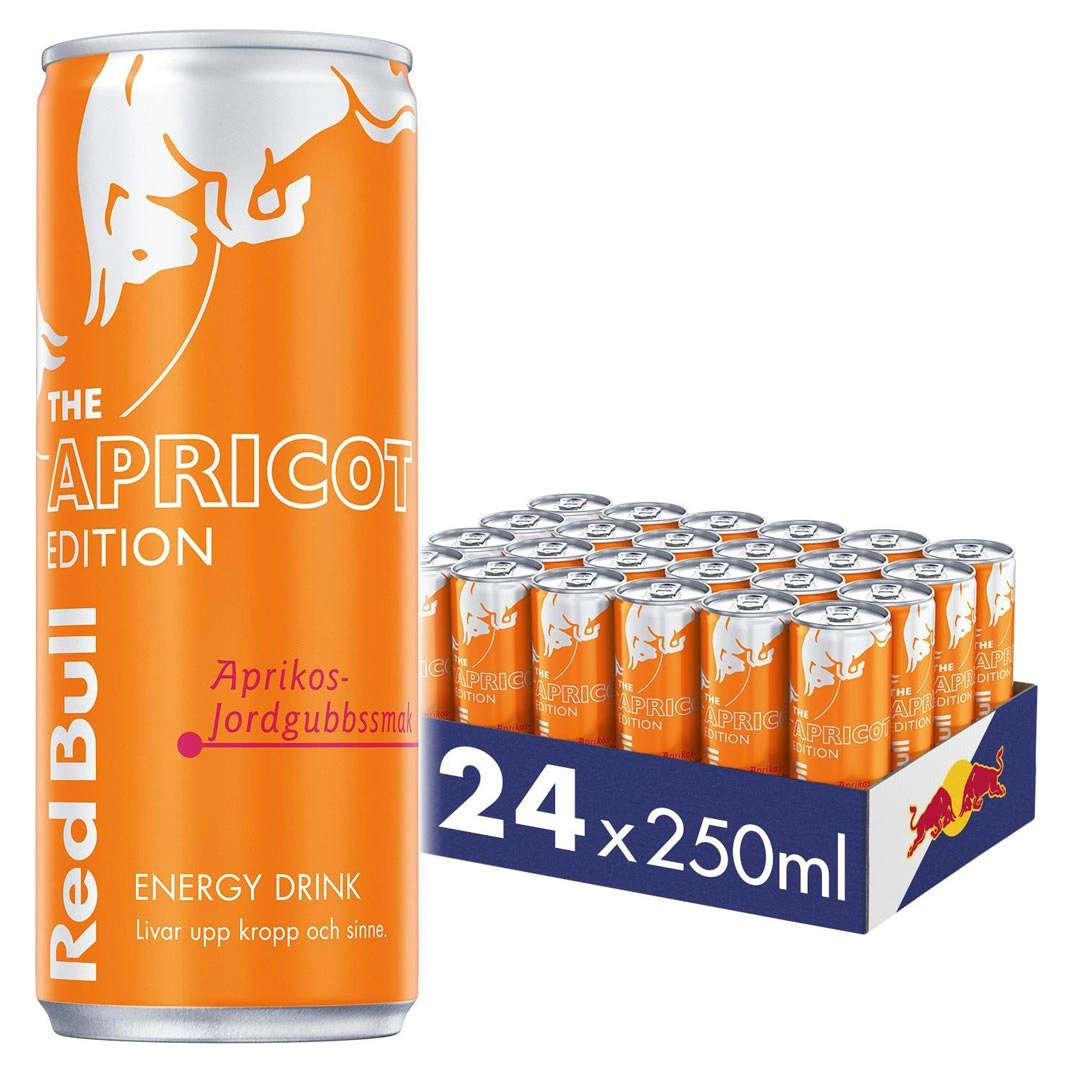 THE
APRICOT
EDITION
Red Bull
Aprikos-
Jordgubbssmak
ENERGY DRINK
Livar upp kropp och sinne.
24 x 250ml